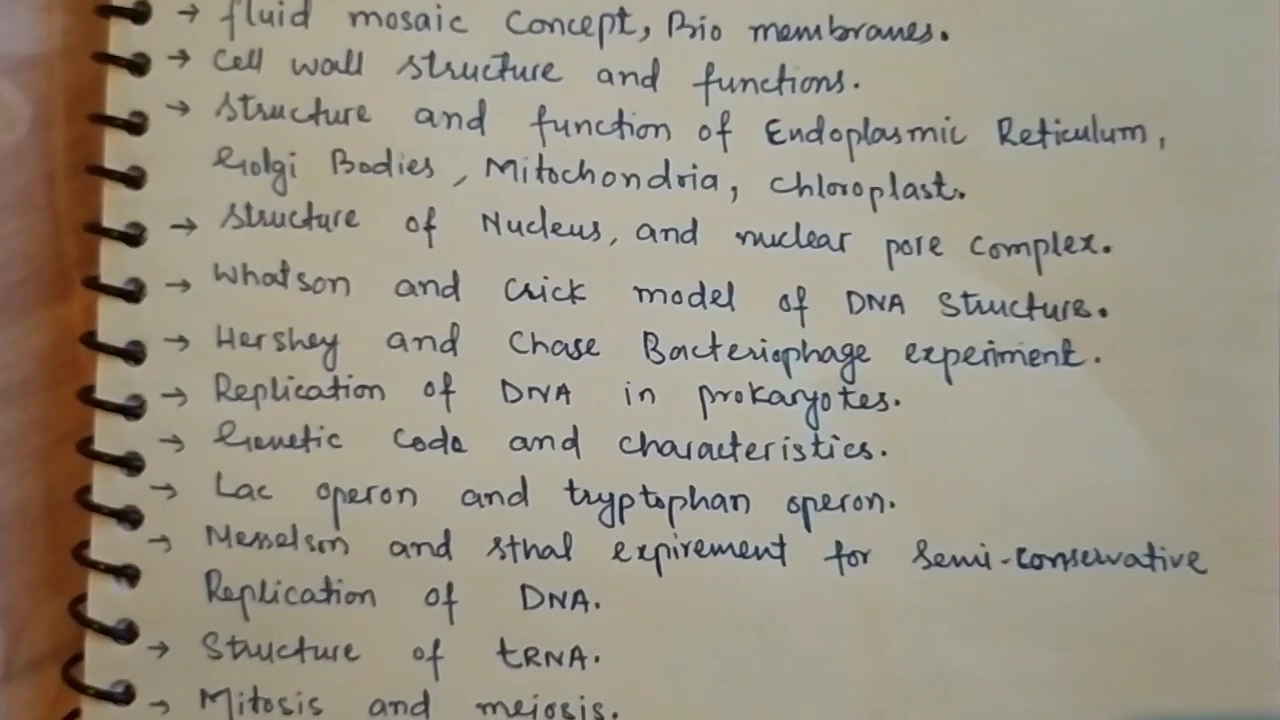 → fluid mosaic Concept, Bio membranes.
→ Cell wall structure and functions.
→ Structure and function of Endoplasmic Reticulum,
Golgi Bodies, Mitochondria, Chloroplast.
→ Structure of Nucleus, and nuclear pore complex.
→ Whatson and Crick model of DNA Structure.
→ Hershey and Chase Bacteriophage experiment.
→ Replication of DNA in prokaryotes.
→ Genetic Code and characteristics.
→ Lac operon and tryptophan operon.
→ Messelson and sthal expirement for Semi-conservative
Replication of DNA.
→ Structure of tRNA.
→ Mitosis and meiosis.